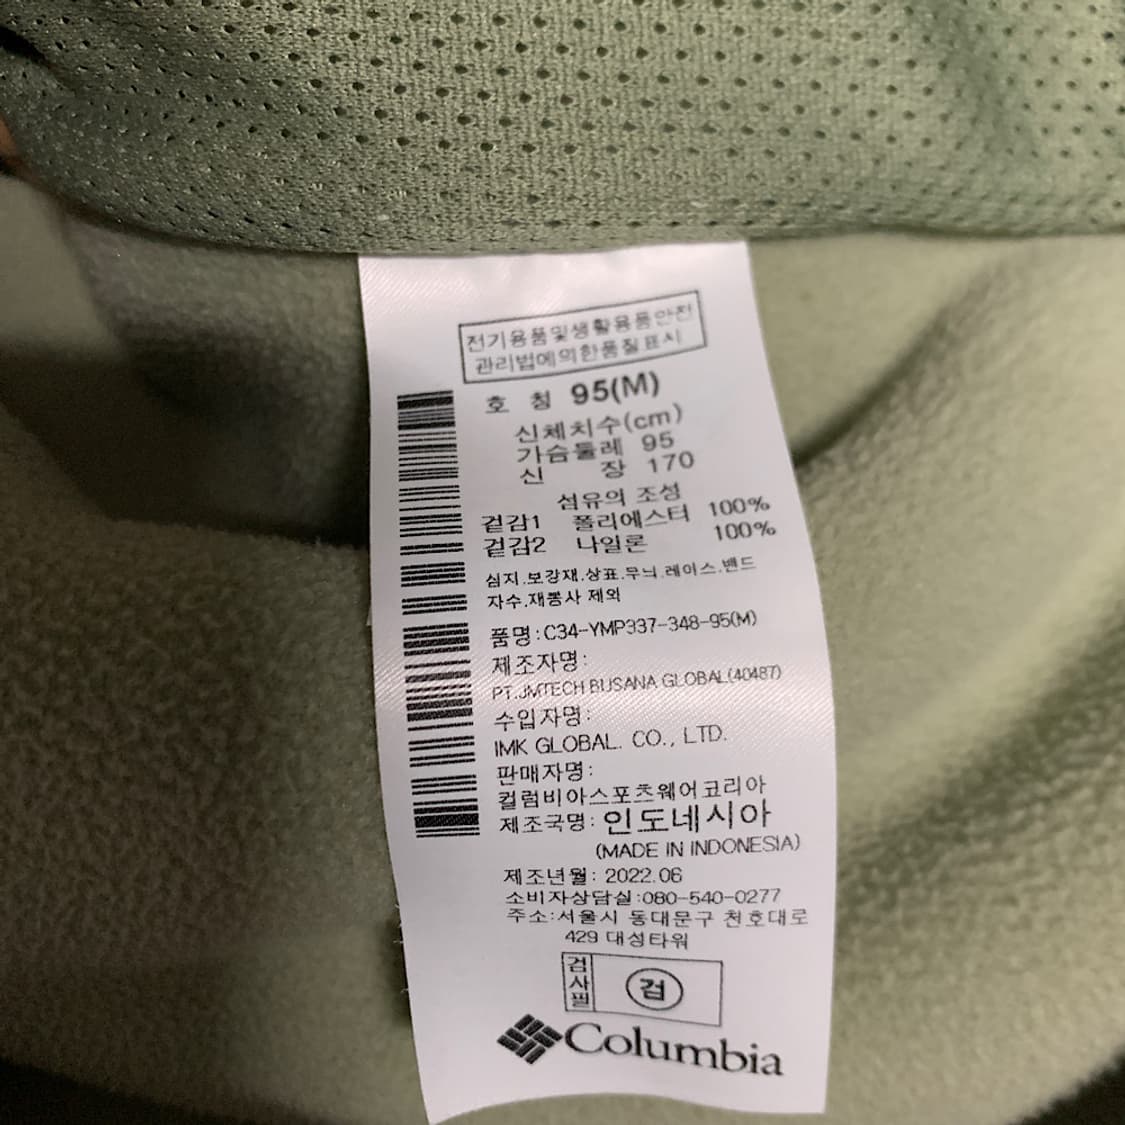 전기용품및생활용품안전
관리법에의한품질표시
호 청 95(M)
신체치수(cm)
가슴둘레 95
신 장 170
섬유의 조성
겉감1 폴리에스터 100%
겉감2 나일론 100%
심지.보강재.상표.무늬.레이스.밴드
자수.재봉사 제외
품명:C34-YMP337-348-95(M)
제조자명:
PT.JMTECH BUSANA GLOBAL(40487)
수입자명:
IMK GLOBAL. CO., LTD.
판매자명:
컬럼비아스포츠웨어코리아
제조국명: 인도네시아
(MADE IN INDONESIA)
제조년월: 2022.06
소비자상담실:080-540-0277
주소:서울시 동대문구 천호대로
429 대성타워
검사필 검
Columbia